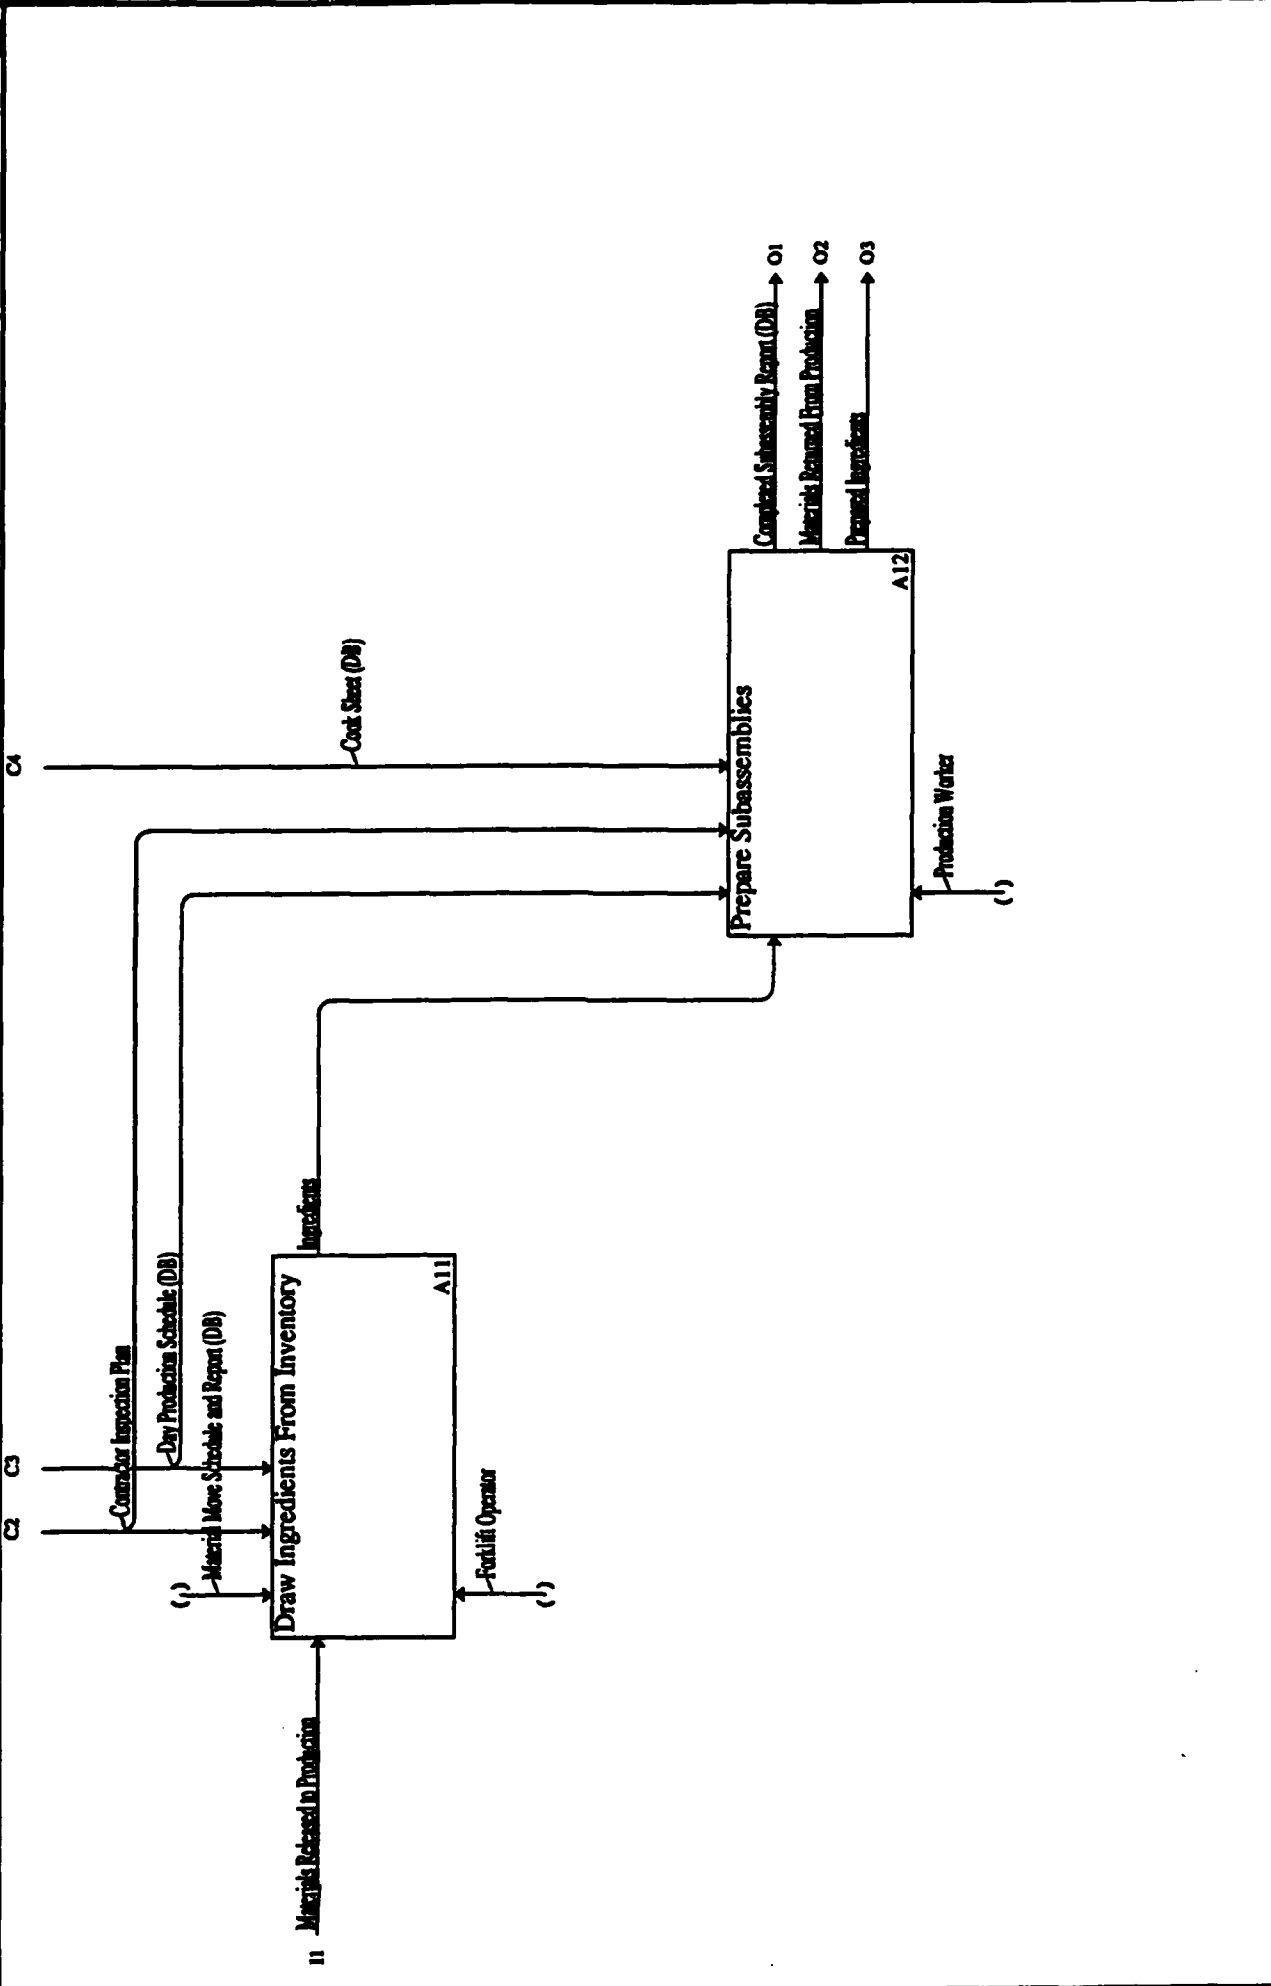 C2
C3
C4
Contractor Inspection Plan
Day Production Schedule (DB)
Material Move Schedule and Report (DB)
( )
Cook Sheet (DB)
I1
Materials Released to Production
Draw Ingredients From Inventory
A11
Ingredients
Forklift Operator
( )
Prepare Subassemblies
A12
Completed Subassembly Report (DB)
O1
Materials Returned From Production
O2
Prepared Ingredients
O3
Production Worker
( )